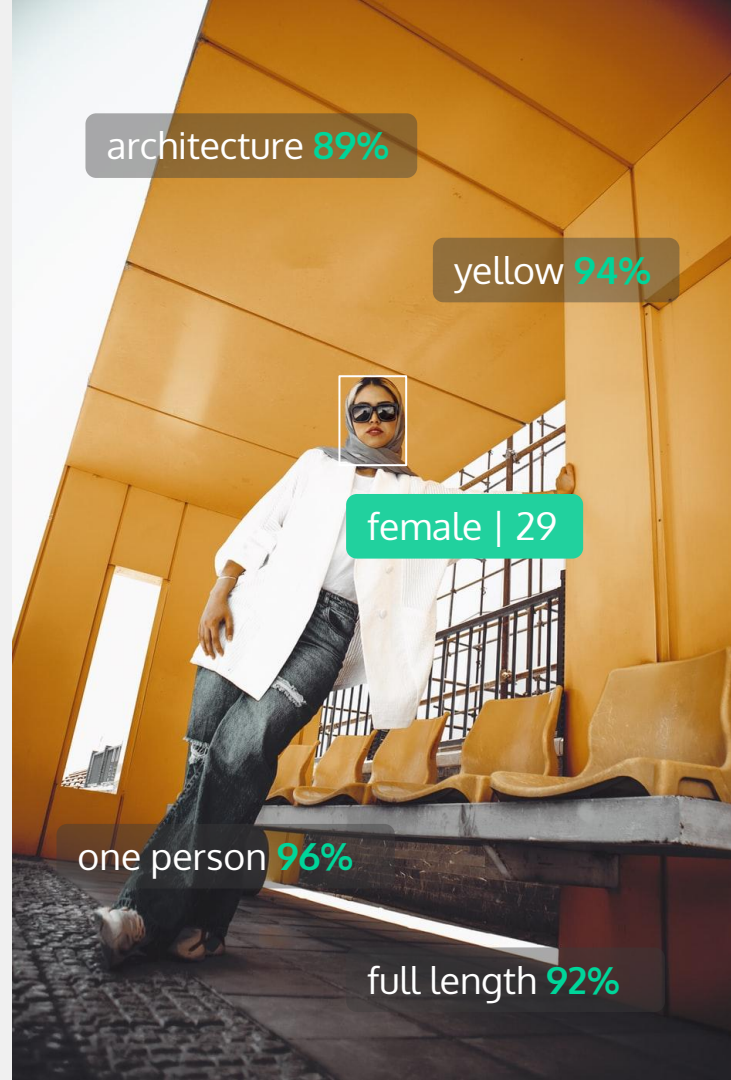 architecture 89%
yellow 94%
female | 29
one person 96%
full length 92%